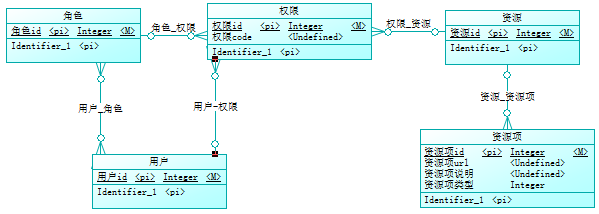 角色
角色id <pi> Integer <M>
Identifier_1 <pi>
角色_权限
权限
权限id <pi> Integer <M>
权限code <Undefined>
Identifier_1 <pi>
权限_资源
资源
资源id <pi> Integer <M>
Identifier_1 <pi>
用户_角色
用户-权限
资源_资源项
用户
用户id <pi> Integer <M>
Identifier_1 <pi>
资源项
资源项id <pi> Integer <M>
资源项url <Undefined>
资源项说明 <Undefined>
资源项类型 Integer
Identifier_1 <pi>